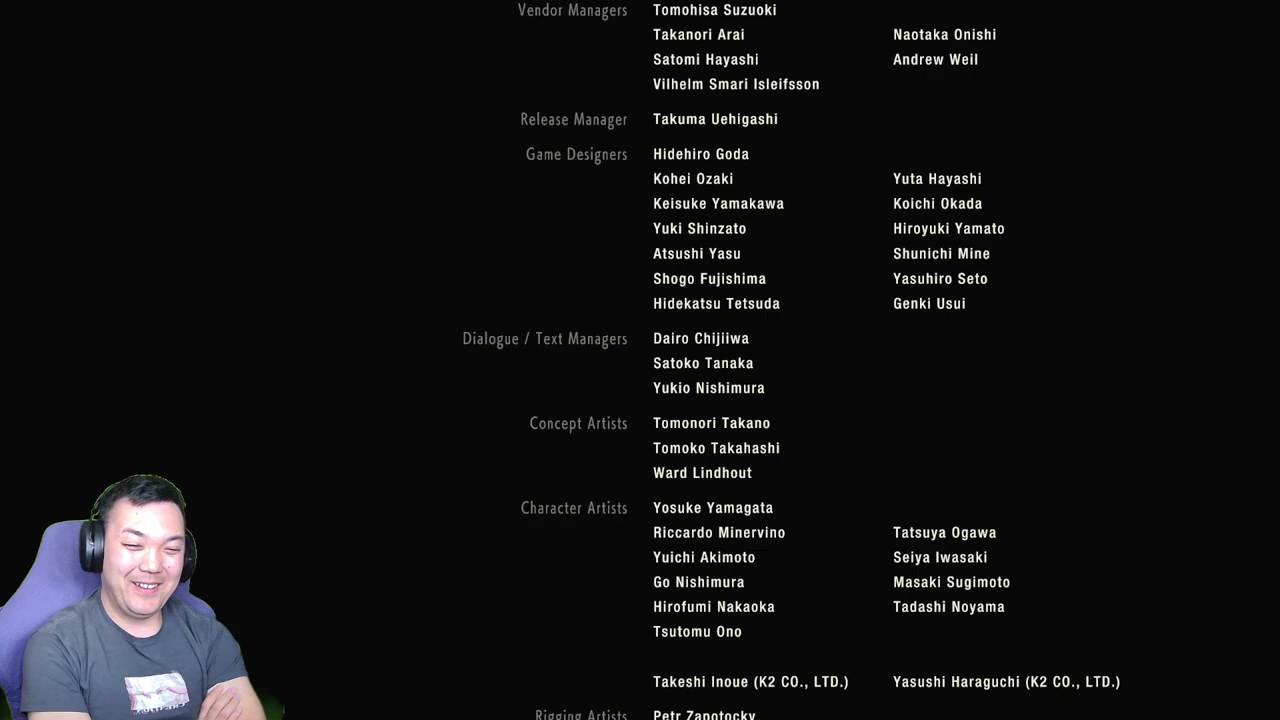 Vendor Managers Tomohisa Suzuoki
Takanori Arai Naotaka Onishi
Satomi Hayashi Andrew Weil
Vilhelm Smari Isleifsson
Release Manager Takuma Uehigashi
Game Designers Hidehiro Goda
Kohei Ozaki Yuta Hayashi
Keisuke Yamakawa Koichi Okada
Yuki Shinzato Hiroyuki Yamato
Atsushi Yasu Shunichi Mine
Shogo Fujishima Yasuhiro Seto
Hidekatsu Tetsuda Genki Usui
Dialogue / Text Managers Dairo Chijiiwa
Satoko Tanaka
Yukio Nishimura
Concept Artists Tomonori Takano
Tomoko Takahashi
Ward Lindhout
Character Artists Yosuke Yamagata
Riccardo Minervino Tatsuya Ogawa
Yuichi Akimoto Seiya Iwasaki
Go Nishimura Masaki Sugimoto
Hirofumi Nakaoka Tadashi Noyama
Tsutomu Ono
Takeshi Inoue (K2 CO., LTD.) Yasushi Haraguchi (K2 CO., LTD.)
Rigging Artists Petr Zapotocky